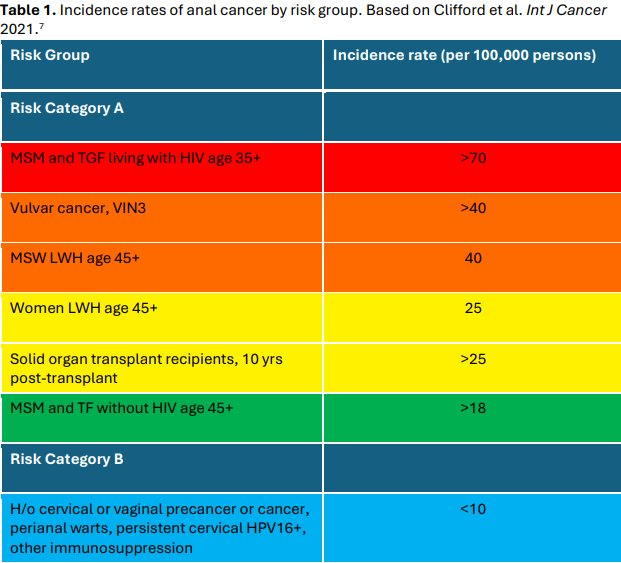 Table 1. Incidence rates of anal cancer by risk group. Based on Clifford et al. Int J Cancer
2021.7
Risk Group Incidence rate (per 100,000 persons)
Risk Category A
MSM and TGF living with HIV age 35+ >70
Vulvar cancer, VIN3 >40
MSW LWH age 45+ 40
Women LWH age 45+ 25
Solid organ transplant recipients, 10 yrs >25
post-transplant
MSM and TF without HIV age 45+ >18
Risk Category B
H/o cervical or vaginal precancer or cancer, <10
perianal warts, persistent cervical HPV16+,
other immunosuppression